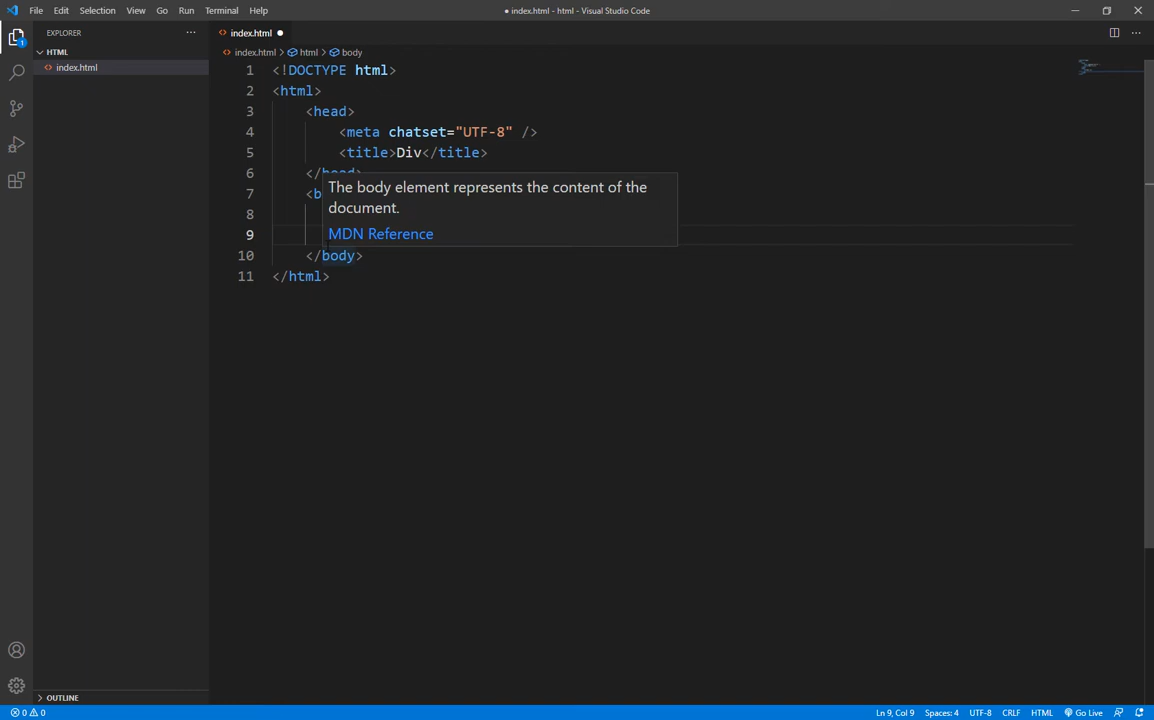 File Edit Selection View Go Run Terminal Help
● index.html - html - Visual Studio Code
EXPLORER
HTML
index.html
OUTLINE
index.html
index.html > html > body
1 <!DOCTYPE html>
2 <html>
3 <head>
4 <meta chatset="UTF-8" />
5 <title>Div</title>
6 </head>
7 <b
8
9
10 </body>
11 </html>
The body element represents the content of the
document.
MDN Reference
1
0 0
Ln 9, Col 9 Spaces: 4 UTF-8 CRLF HTML Go Live